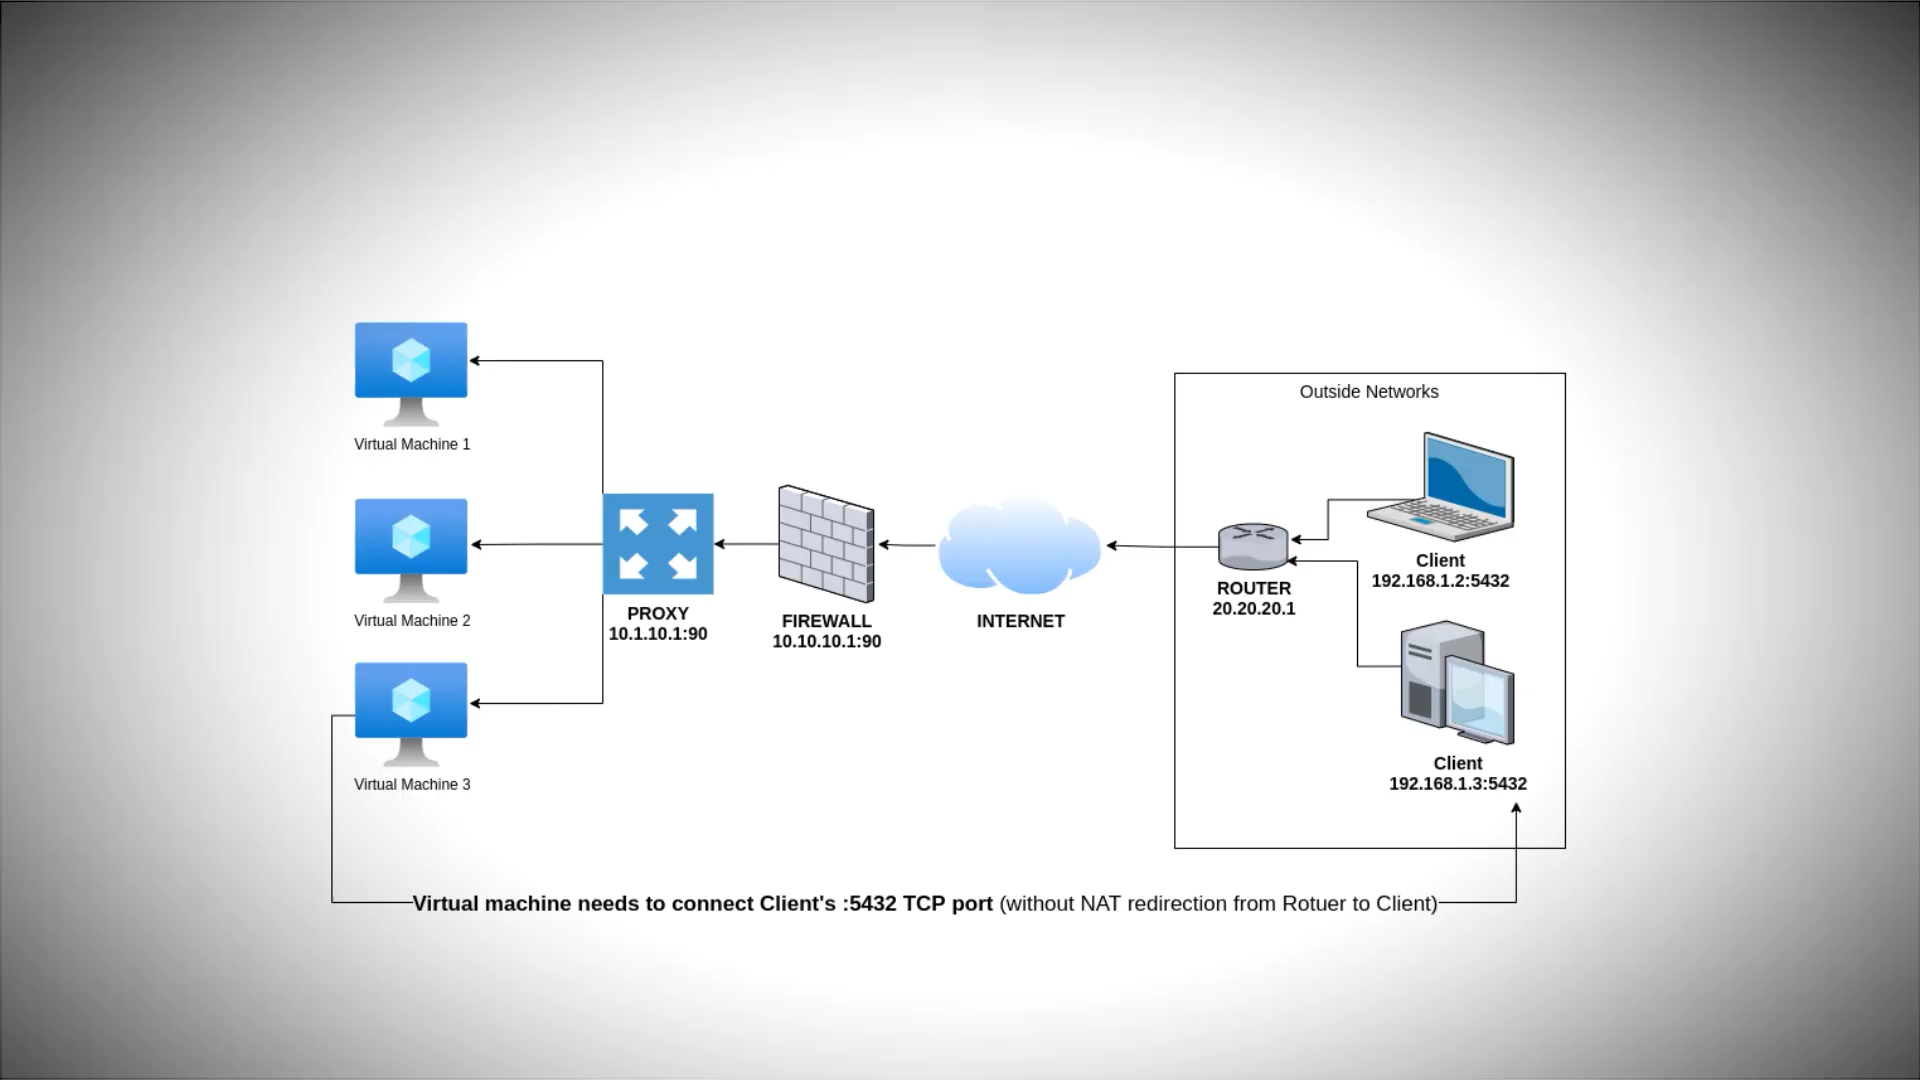 Virtual Machine 1
Virtual Machine 2
Virtual Machine 3
PROXY
10.1.10.1:90
FIREWALL
10.10.10.1:90
INTERNET
Outside Networks
ROUTER
20.20.20.1
Client
192.168.1.2:5432
Client
192.168.1.3:5432
Virtual machine needs to connect Client's :5432 TCP port (without NAT redirection from Rotuer to Client)